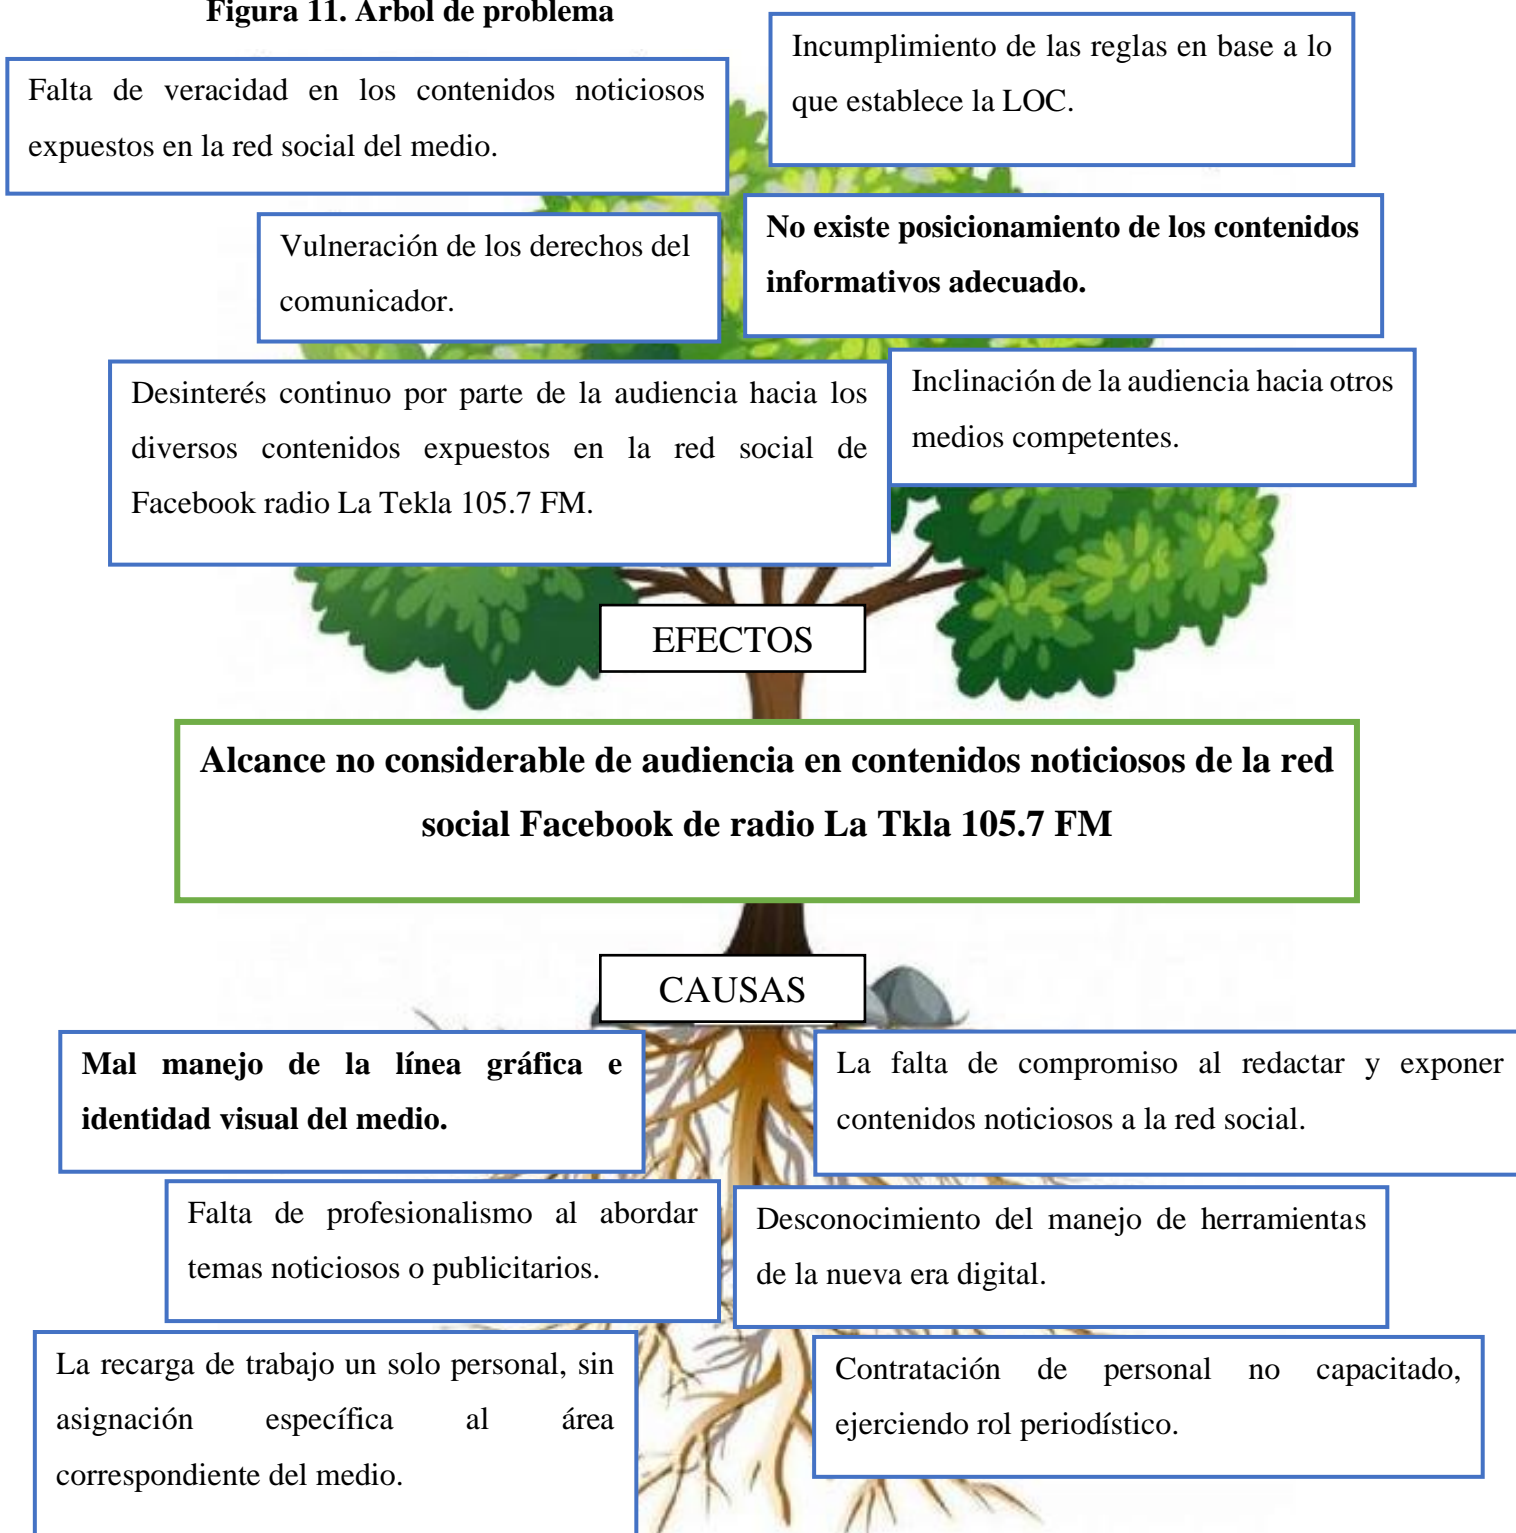 Figura 11. Árbol de problema
Falta de veracidad en los contenidos noticiosos
expuestos en la red social del medio.
Incumplimiento de las reglas en base a lo
que establece la LOC.
Vulneración de los derechos del
comunicador.
No existe posicionamiento de los contenidos
informativos adecuado.
Desinterés continuo por parte de la audiencia hacia los
diversos contenidos expuestos en la red social de
Facebook radio La Tekla 105.7 FM.
Inclinación de la audiencia hacia otros
medios competentes.
EFECTOS
Alcance no considerable de audiencia en contenidos noticiosos de la red
social Facebook de radio La Tkla 105.7 FM
CAUSAS
Mal manejo de la línea gráfica e
identidad visual del medio.
La falta de compromiso al redactar y exponer
contenidos noticiosos a la red social.
Falta de profesionalismo al abordar
temas noticiosos o publicitarios.
Desconocimiento del manejo de herramientas
de la nueva era digital.
La recarga de trabajo un solo personal, sin
asignación específica al área
correspondiente del medio.
Contratación de personal no capacitado,
ejerciendo rol periodístico.